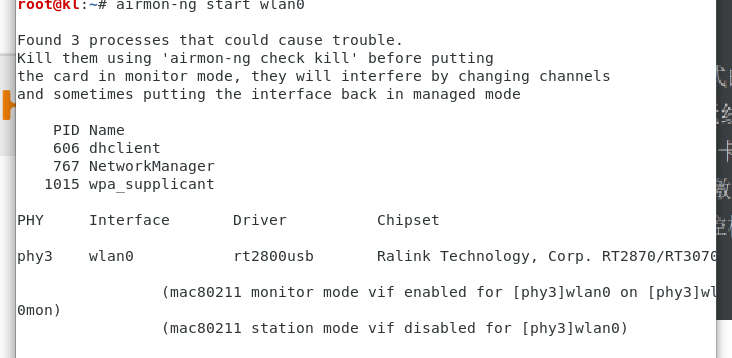 root@kl:~# airmon-ng start wlan0
Found 3 processes that could cause trouble.
Kill them using 'airmon-ng check kill' before putting
the card in monitor mode, they will interfere by changing channels
and sometimes putting the interface back in managed mode
PID Name
606 dhclient
767 NetworkManager
1015 wpa_supplicant
PHY Interface Driver Chipset
phy3 wlan0 rt2800usb Ralink Technology, Corp. RT2870/RT3070
(mac80211 monitor mode vif enabled for [phy3]wlan0 on [phy3]wl
0mon)
(mac80211 station mode vif disabled for [phy3]wlan0)